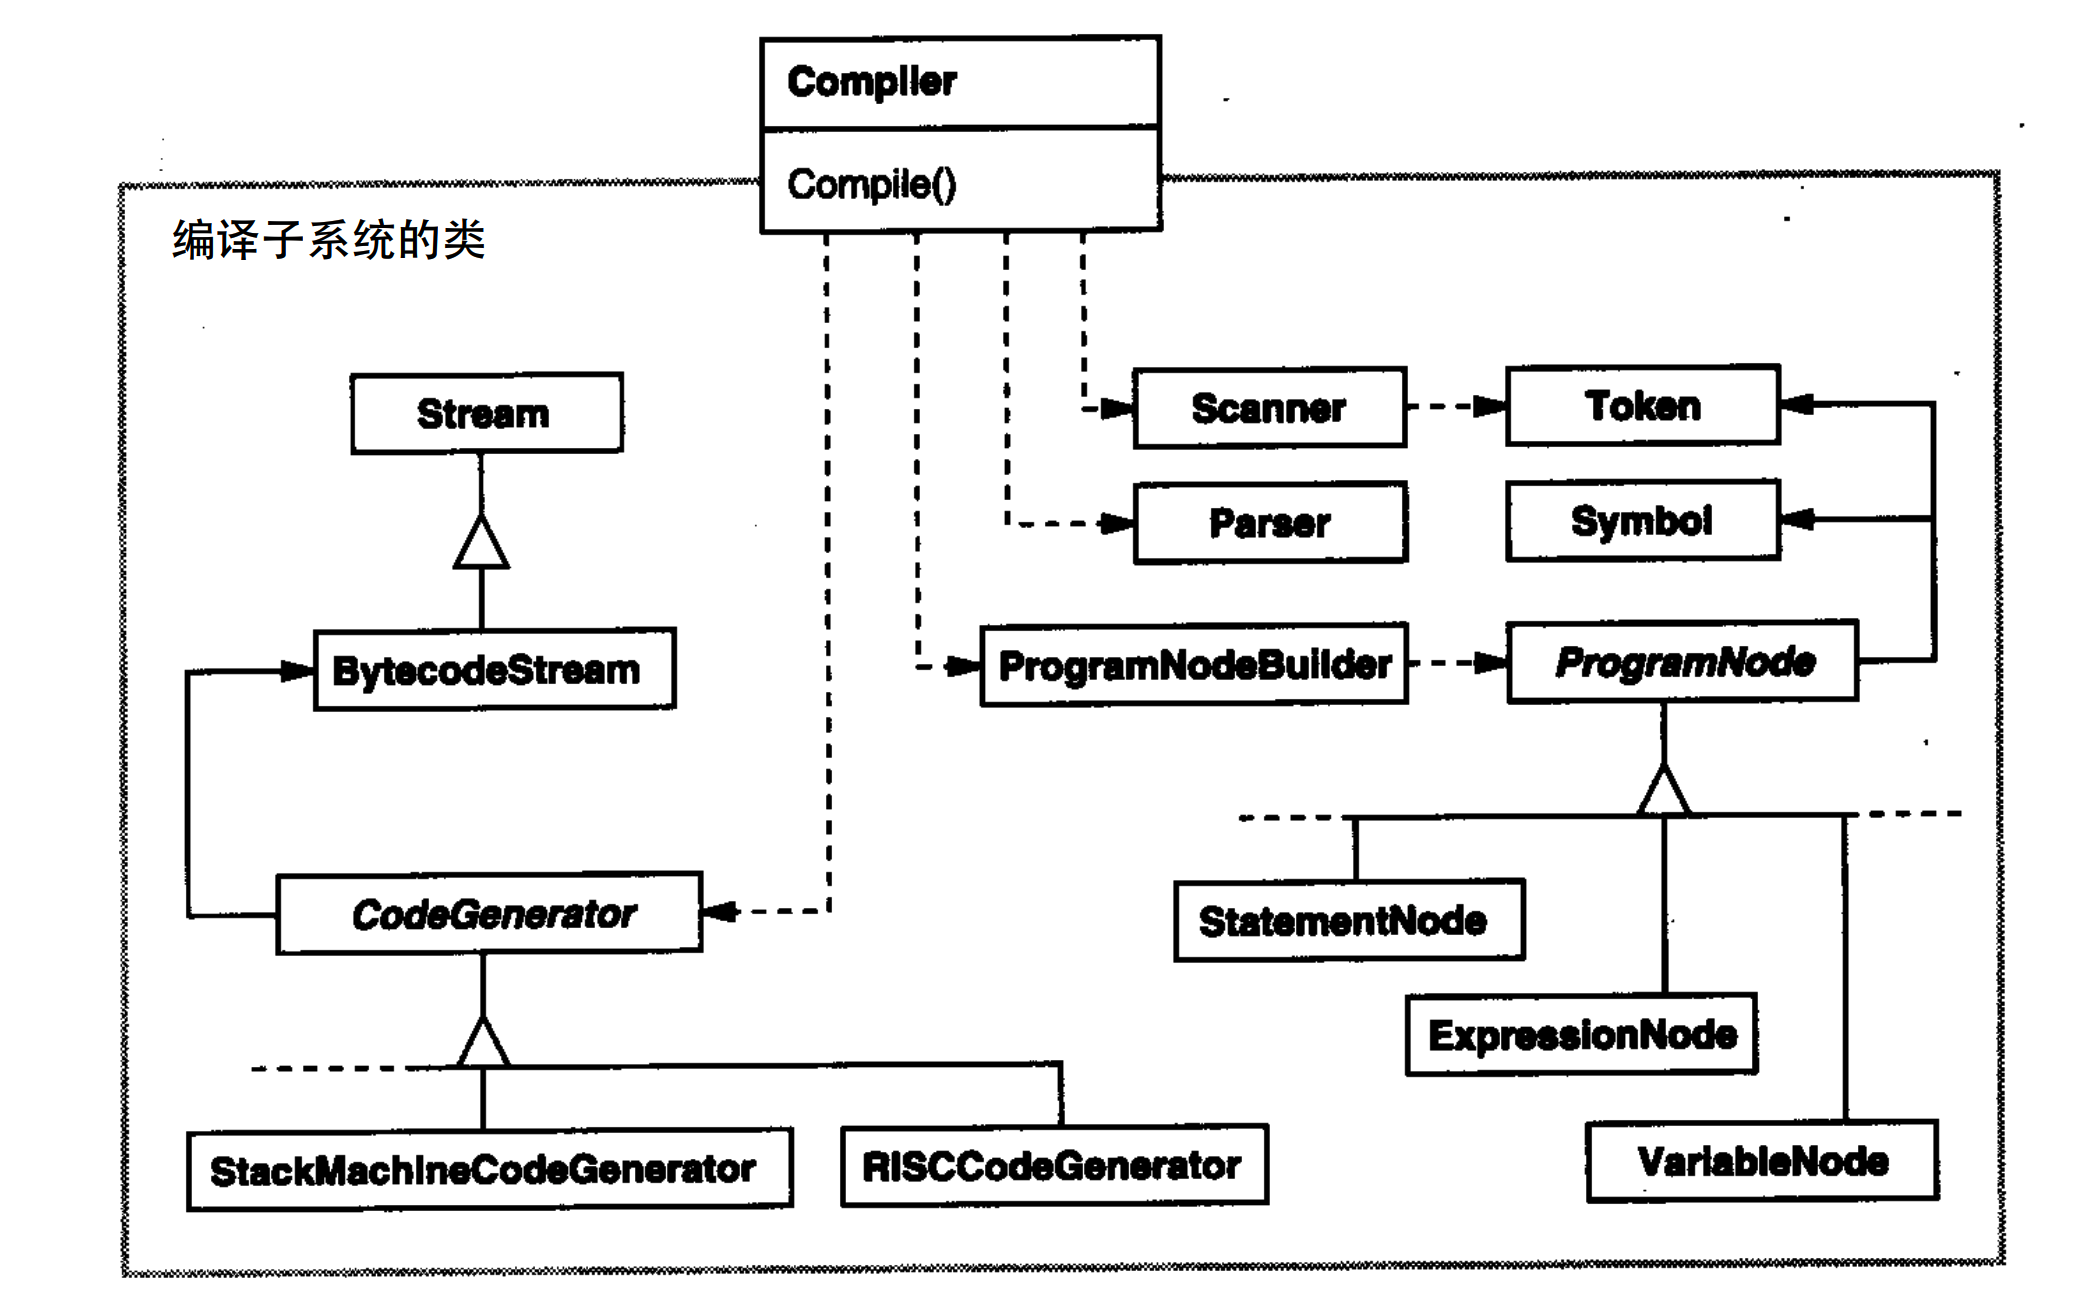 Compiler
Compile()
编译子系统的类
Stream
Scanner
Token
Parser
Symbol
BytecodeStream
ProgramNodeBuilder
ProgramNode
CodeGenerator
StatementNode
ExpressionNode
StackMachineCodeGenerator
RISCCodeGenerator
VariableNode